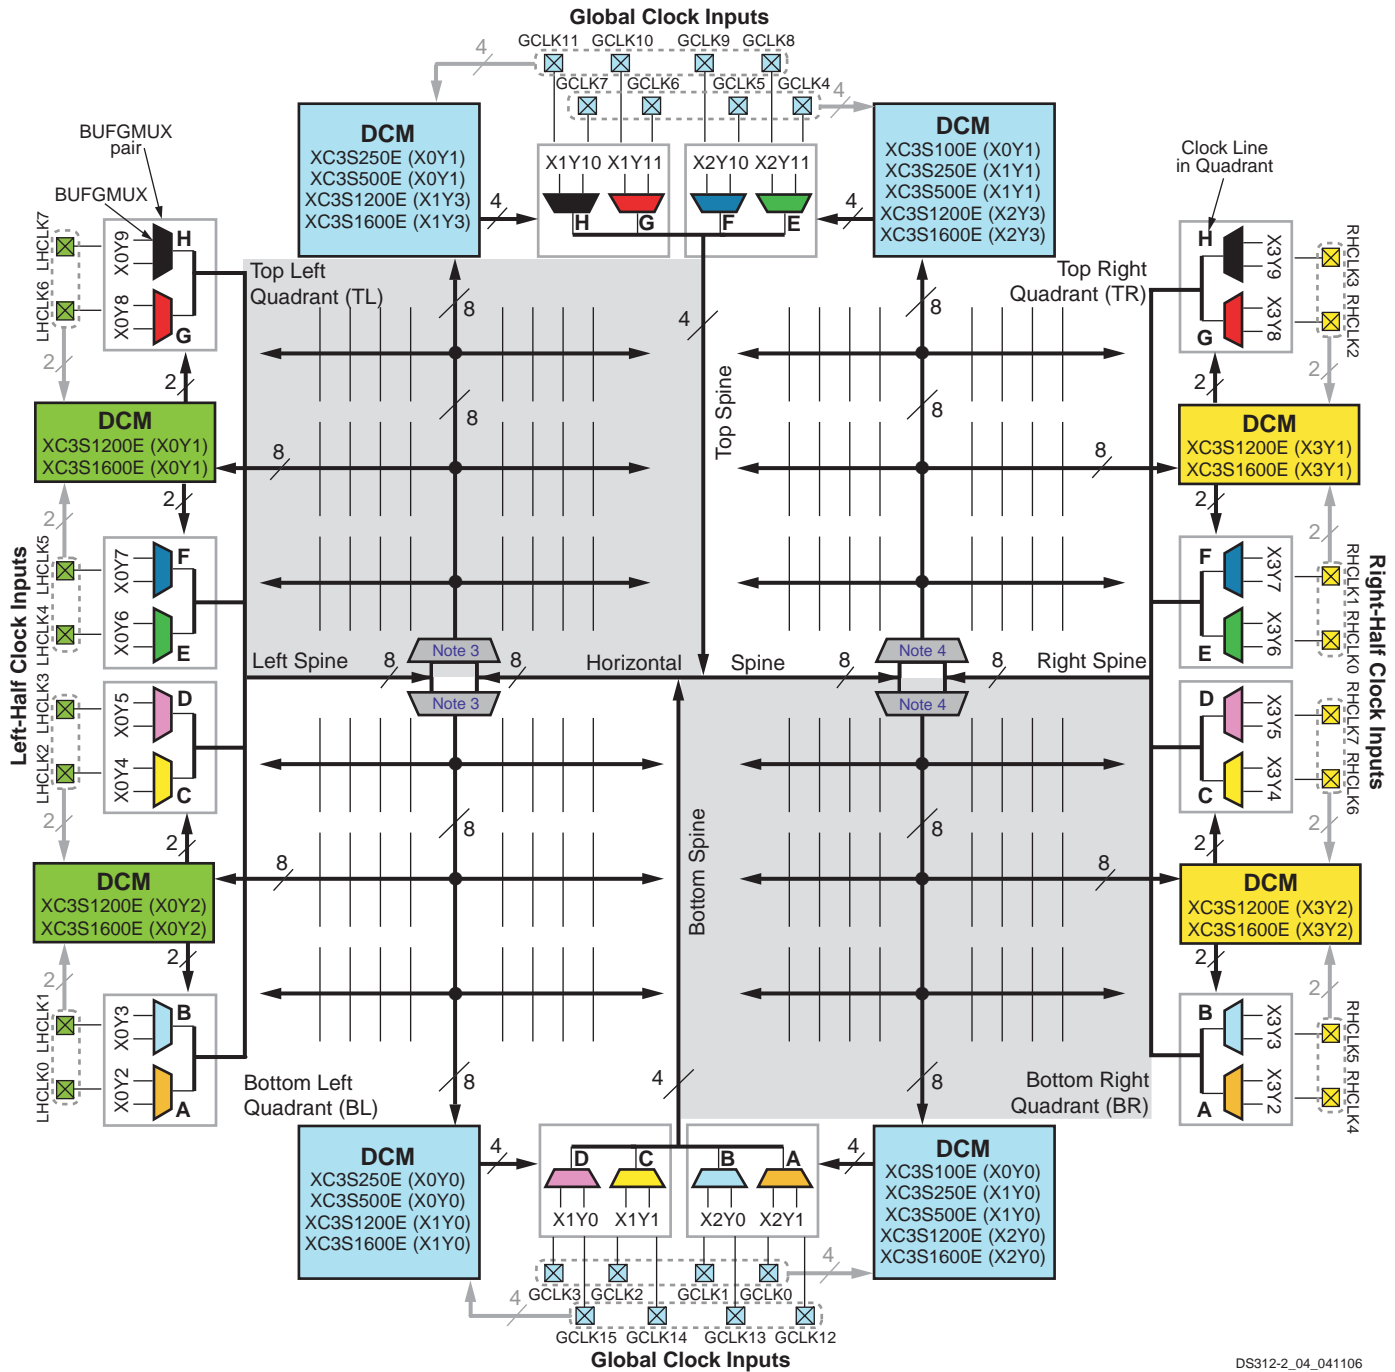 Global Clock Inputs
GCLK11 GCLK10 GCLK9 GCLK8
4
GCLK7 GCLK6 GCLK5 GCLK4
4
DCM
XC3S250E (X0Y1)
XC3S500E (X0Y1)
XC3S1200E (X1Y3)
XC3S1600E (X1Y3)
4
X1Y10 X1Y11
H G
X2Y10 X2Y11
F E
4
DCM
XC3S100E (X0Y1)
XC3S250E (X1Y1)
XC3S500E (X1Y1)
XC3S1200E (X2Y3)
XC3S1600E (X2Y3)
BUFGMUX
pair
BUFGMUX
Clock Line
in Quadrant
LHCLK7
LHCLK6
X0Y9
H
X0Y8
G
2
2
DCM
XC3S1200E (X0Y1)
XC3S1600E (X0Y1)
2
2
LHCLK5
LHCLK4
X0Y7
F
X0Y6
E
Left-Half Clock Inputs
LHCLK3
LHCLK2
X0Y5
D
X0Y4
C
2
2
DCM
XC3S1200E (X0Y2)
XC3S1600E (X0Y2)
2
2
LHCLK1
LHCLK0
X0Y3
B
X0Y2
A
Top Left
Quadrant (TL)
8
8
8
4
Top Spine
Top Right
Quadrant (TR)
8
8
8
Left Spine
8
Note 3
Note 3
8
Horizontal
Spine
8
Note 4
Note 4
8
Right Spine
8
8
8
Bottom Left
Quadrant (BL)
Bottom Spine
4
8
8
8
Bottom Right
Quadrant (BR)
H
X3Y9
G
X3Y8
RHCLK3
RHCLK2
2
2
DCM
XC3S1200E (X3Y1)
XC3S1600E (X3Y1)
2
2
F
X3Y7
E
X3Y6
RHCLK1
RHCLK0
Right-Half Clock Inputs
D
X3Y5
C
X3Y4
RHCLK7
RHCLK6
2
2
DCM
XC3S1200E (X3Y2)
XC3S1600E (X3Y2)
2
2
B
X3Y3
A
X3Y2
RHCLK5
RHCLK4
DCM
XC3S250E (X0Y0)
XC3S500E (X0Y0)
XC3S1200E (X1Y0)
XC3S1600E (X1Y0)
4
D C
X1Y0 X1Y1
B A
X2Y0 X2Y1
4
DCM
XC3S100E (X0Y0)
XC3S250E (X1Y0)
XC3S500E (X1Y0)
XC3S1200E (X2Y0)
XC3S1600E (X2Y0)
4
GCLK3 GCLK2 GCLK1 GCLK0
4
GCLK15 GCLK14 GCLK13 GCLK12
Global Clock Inputs
DS312-2_04_041106